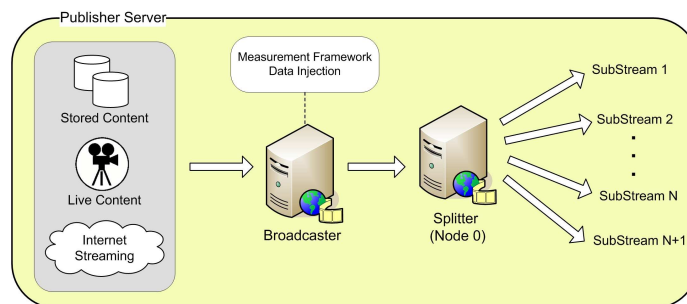 Publisher Server
Stored Content
Live Content
Internet
Streaming
Measurement Framework
Data Injection
Broadcaster
Splitter
(Node 0)
SubStream 1
SubStream 2
SubStream N
SubStream N+1